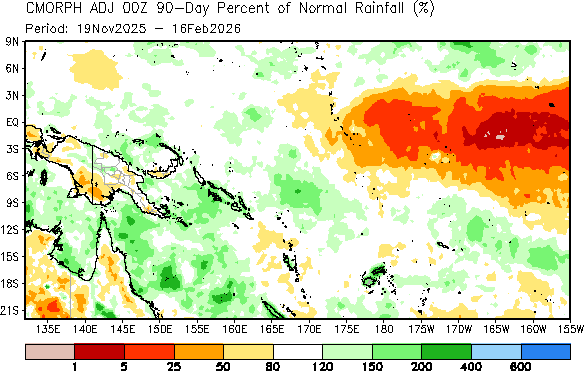 CMORPH ADJ 00Z 90-Day Percent of Normal Rainfall (%)
Period: 19Nov2025 - 16Feb2026
9N
6N
3N
EQ
3S
6S
9S
12S
15S
18S
21S
135E 140E 145E 150E 155E 160E 165E 170E 175E 180 175W 170W 165W 160W 155W
1 5 25 50 80 120 150 200 400 600